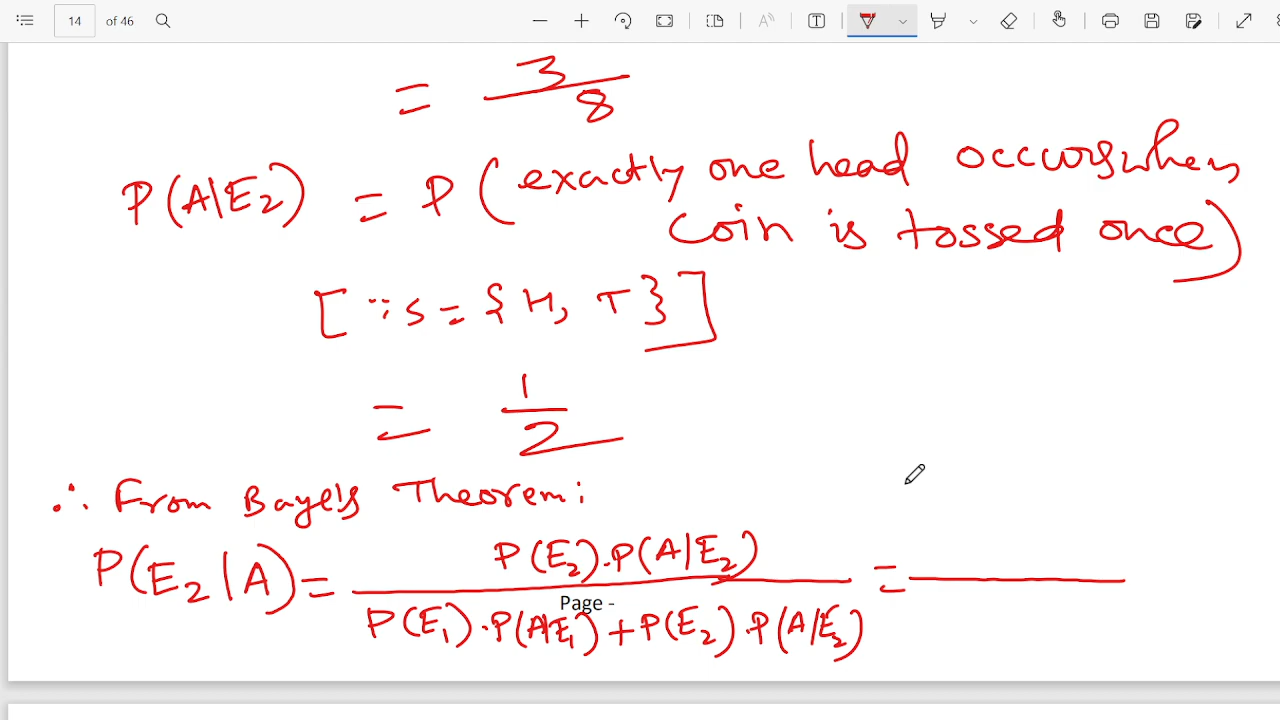 14 of 46
= 3/8
P(A|E₂) = P (exactly one head occurs when
coin is tossed once)
[∵ S = {H, T}]
= 1/2
∴ From Baye's Theorem:
P(E₂|A) = P(E₂).P(A|E₂) / P(E₁).P(A|E₁) + P(E₂).P(A|E₂) =
Page -